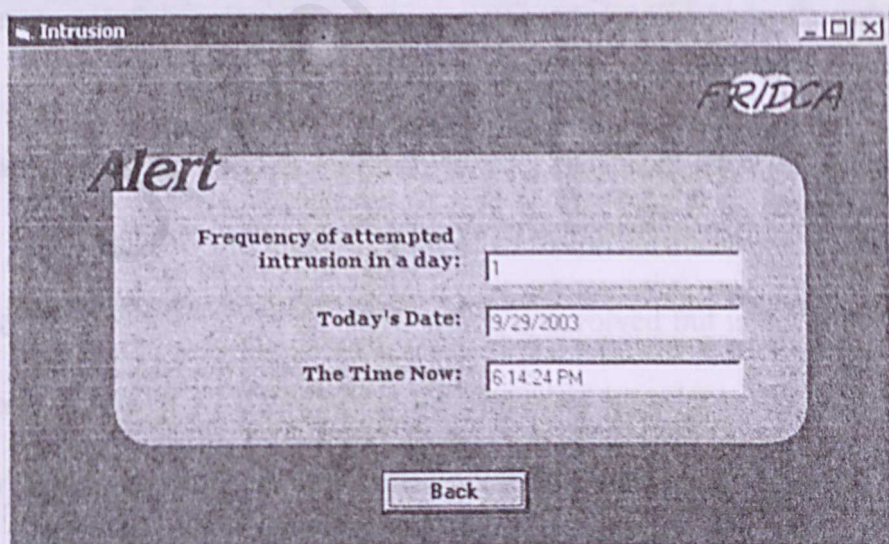 Intrusion
FRIDCA
Alert
Frequency of attempted
intrusion in a day:
1
Today's Date:
9/29/2003
The Time Now:
6:14:24 PM
Back